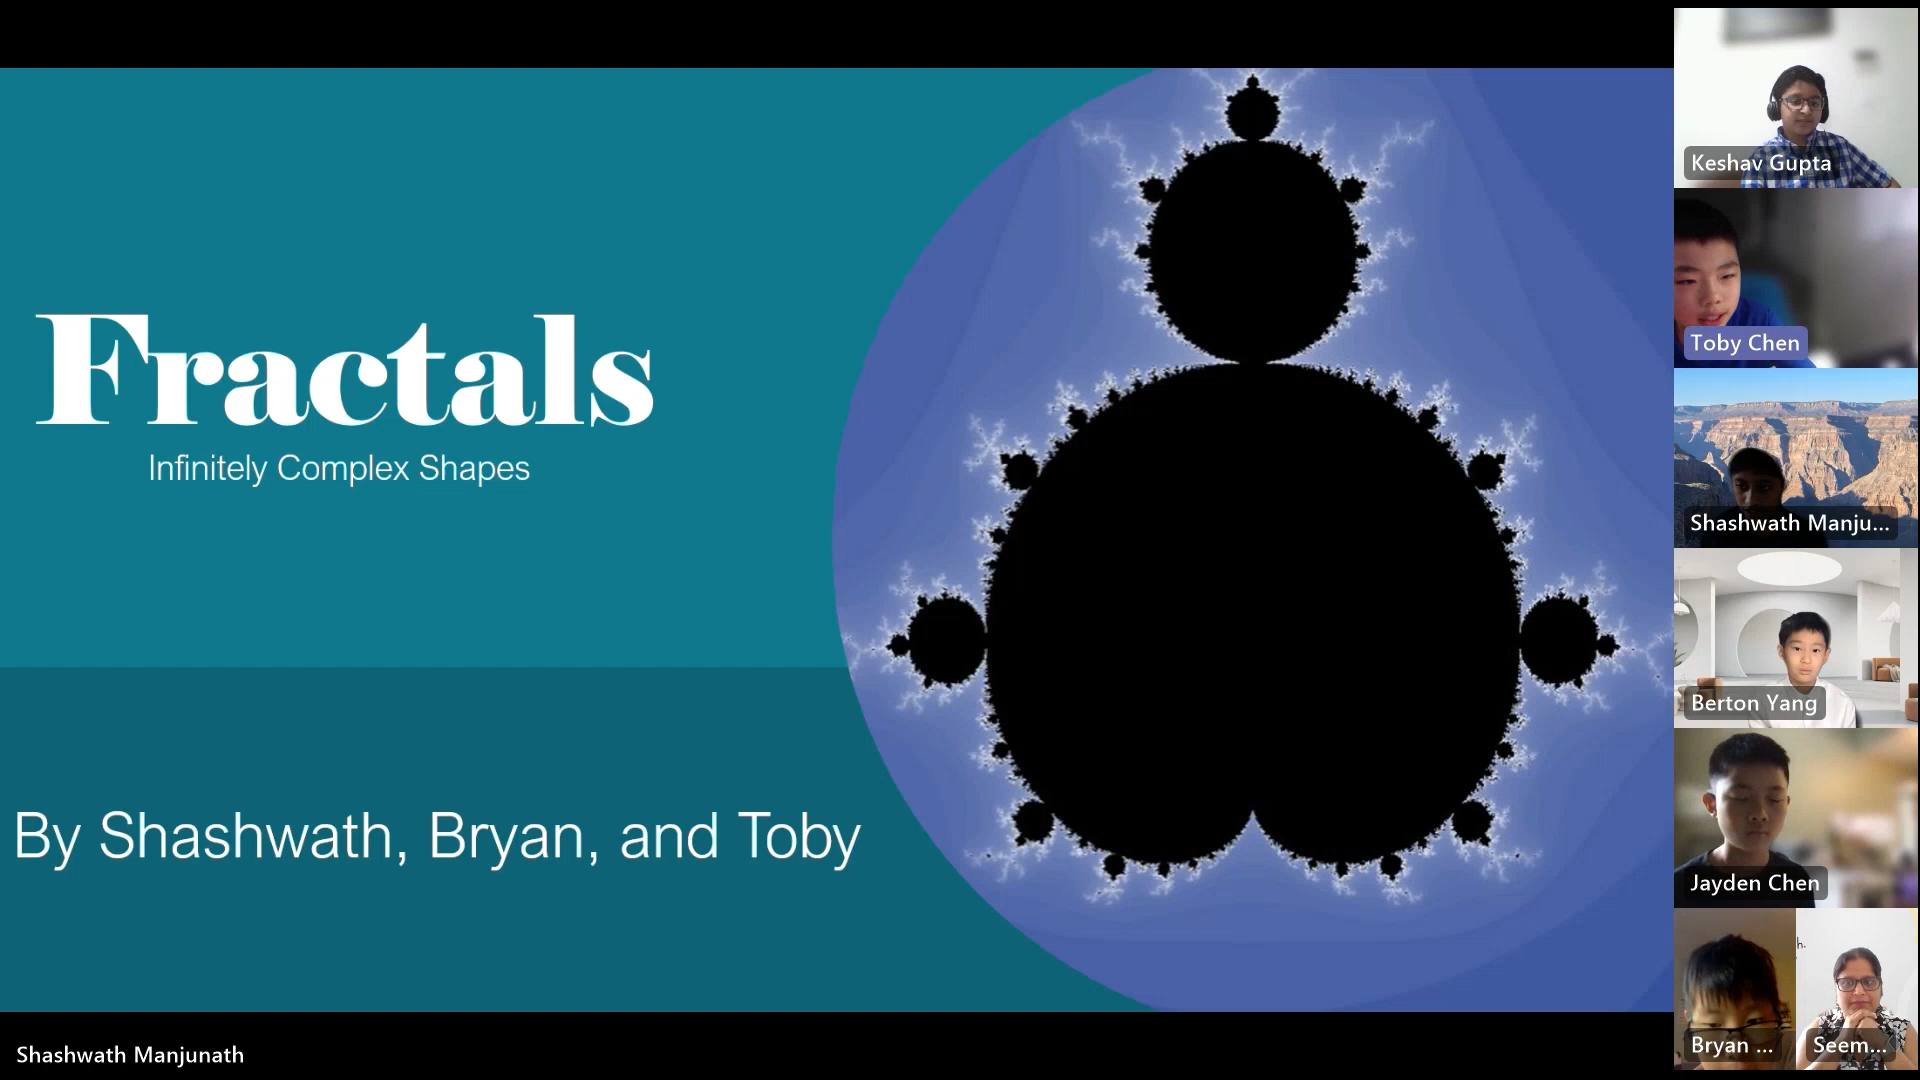 Fractals
Infinitely Complex Shapes
By Shashwath, Bryan, and Toby
Shashwath Manjunath
Keshav Gupta
Toby Chen
Shashwath Manju...
Berton Yang
Jayden Chen
Bryan ...
h.
Seem...